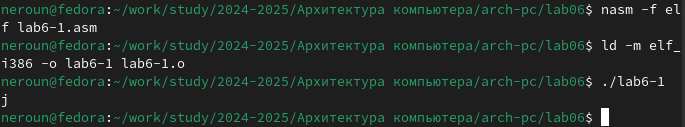 neroun@fedora:~/work/study/2024-2025/Архитектура компьютера/arch-pc/lab06$ nasm -f el
f lab6-1.asm
neroun@fedora:~/work/study/2024-2025/Архитектура компьютера/arch-pc/lab06$ ld -m elf_
i386 -o lab6-1 lab6-1.o
neroun@fedora:~/work/study/2024-2025/Архитектура компьютера/arch-pc/lab06$ ./lab6-1
j
neroun@fedora:~/work/study/2024-2025/Архитектура компьютера/arch-pc/lab06$